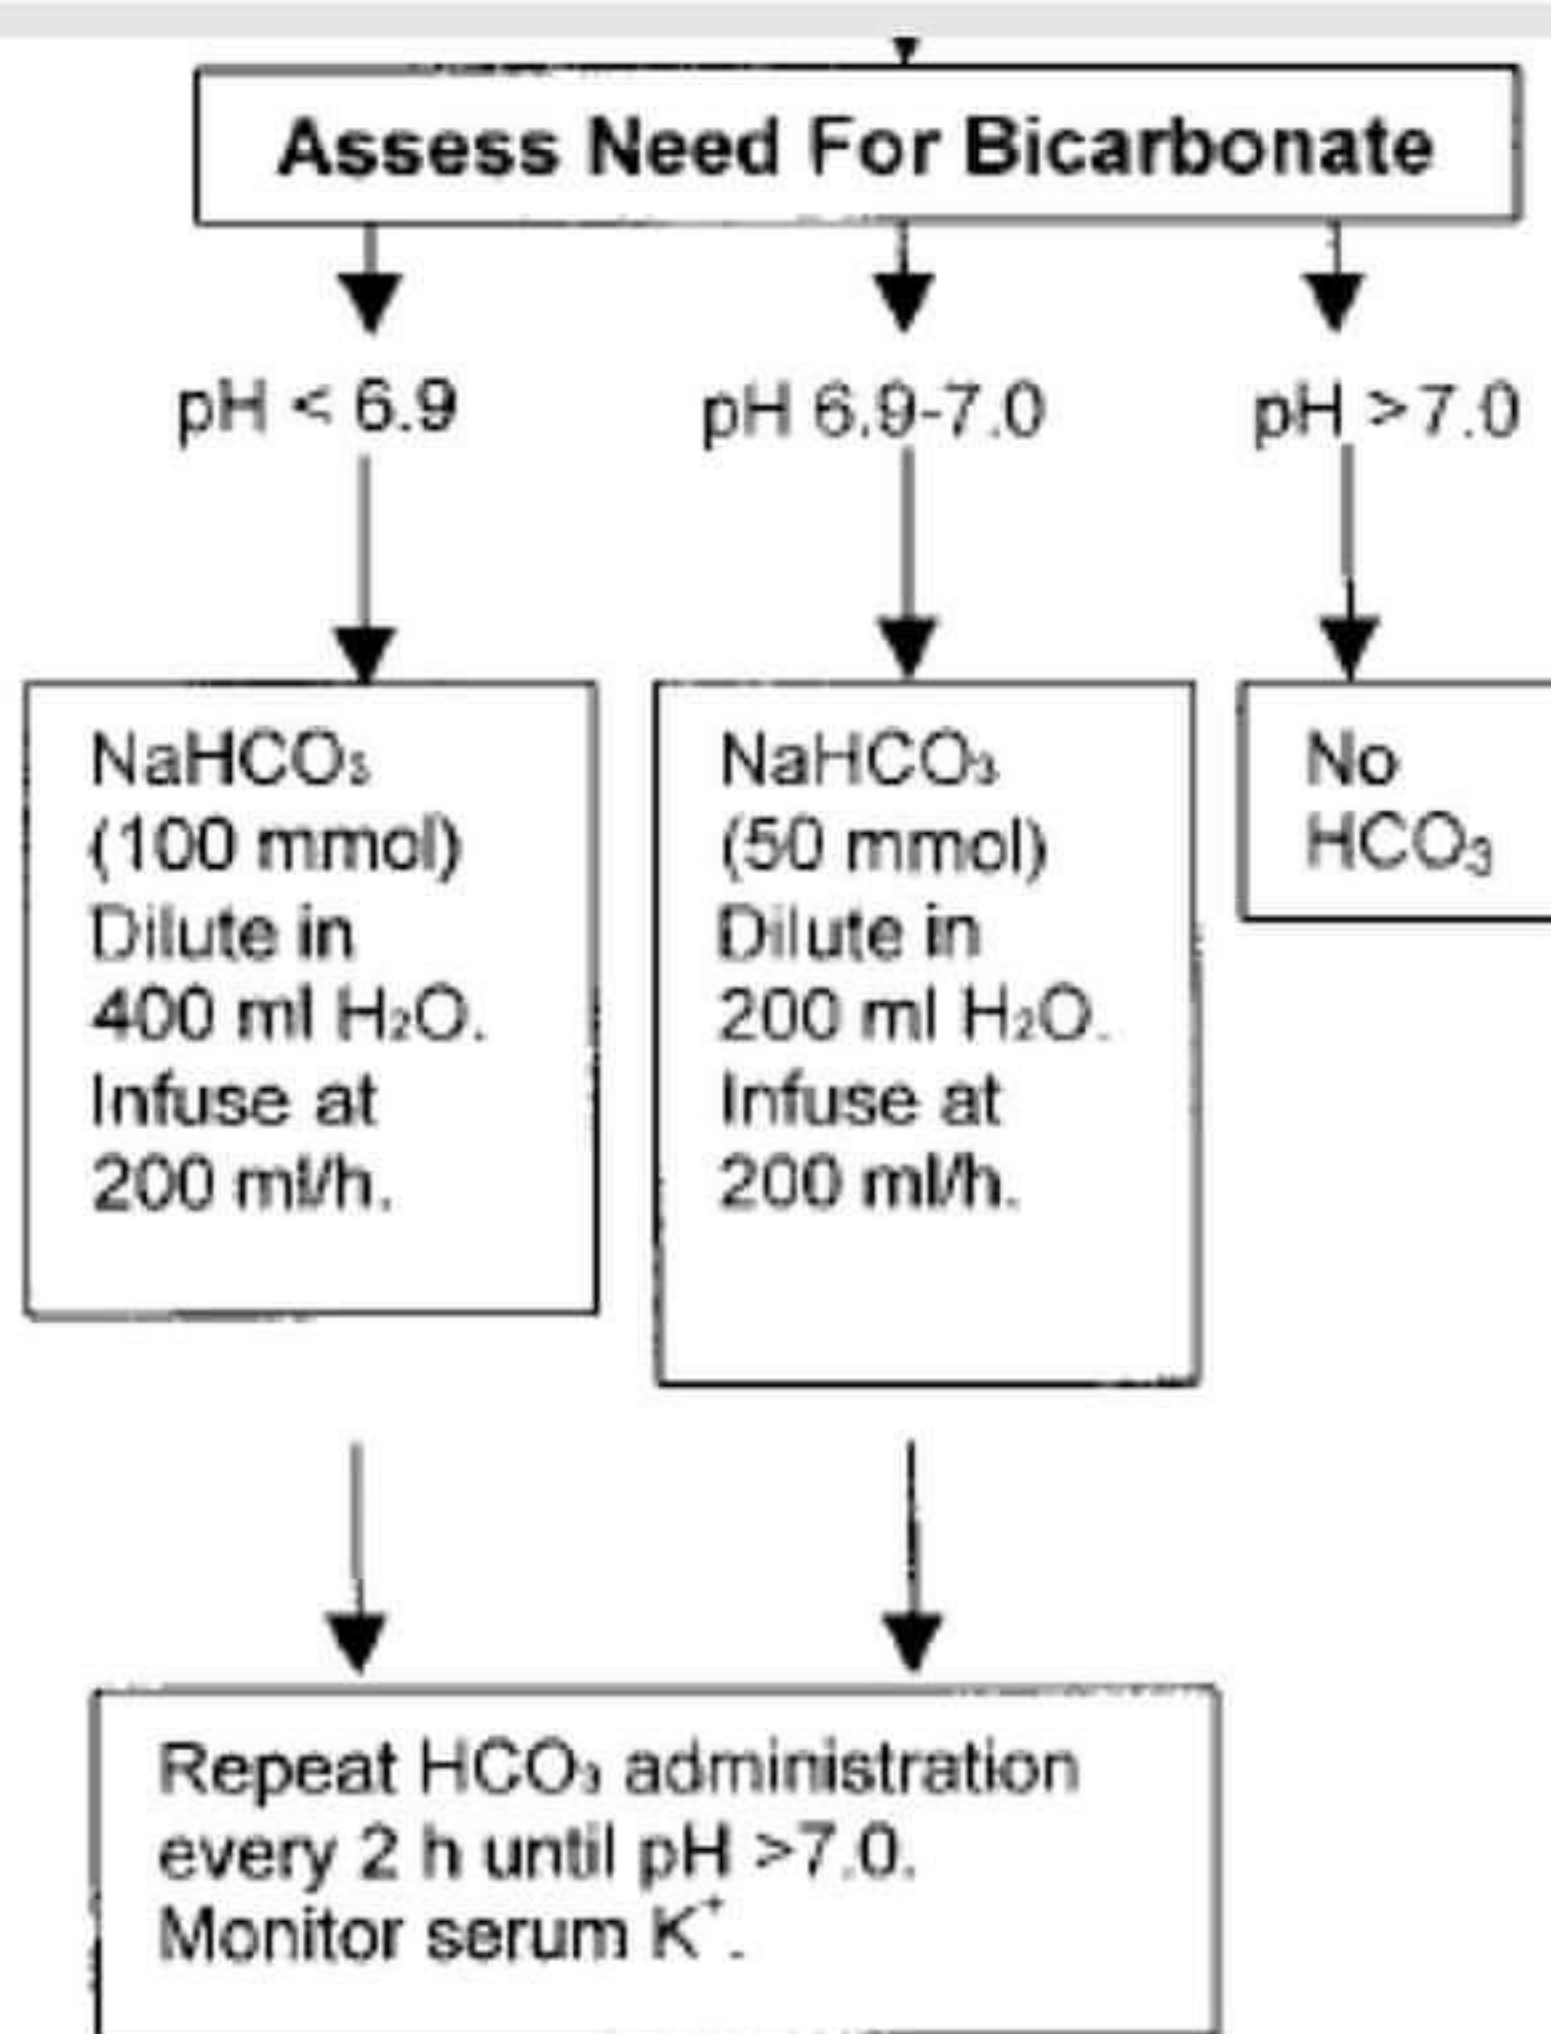 Assess Need For Bicarbonate
pH < 6.9
pH 6.9-7.0
pH >7.0
NaHCO₃
(100 mmol)
Dilute in
400 ml H₂O.
Infuse at
200 ml/h.
NaHCO₃
(50 mmol)
Dilute in
200 ml H₂O.
Infuse at
200 ml/h.
No
HCO₃
Repeat HCO₃ administration
every 2 h until pH >7.0.
Monitor serum K⁺.